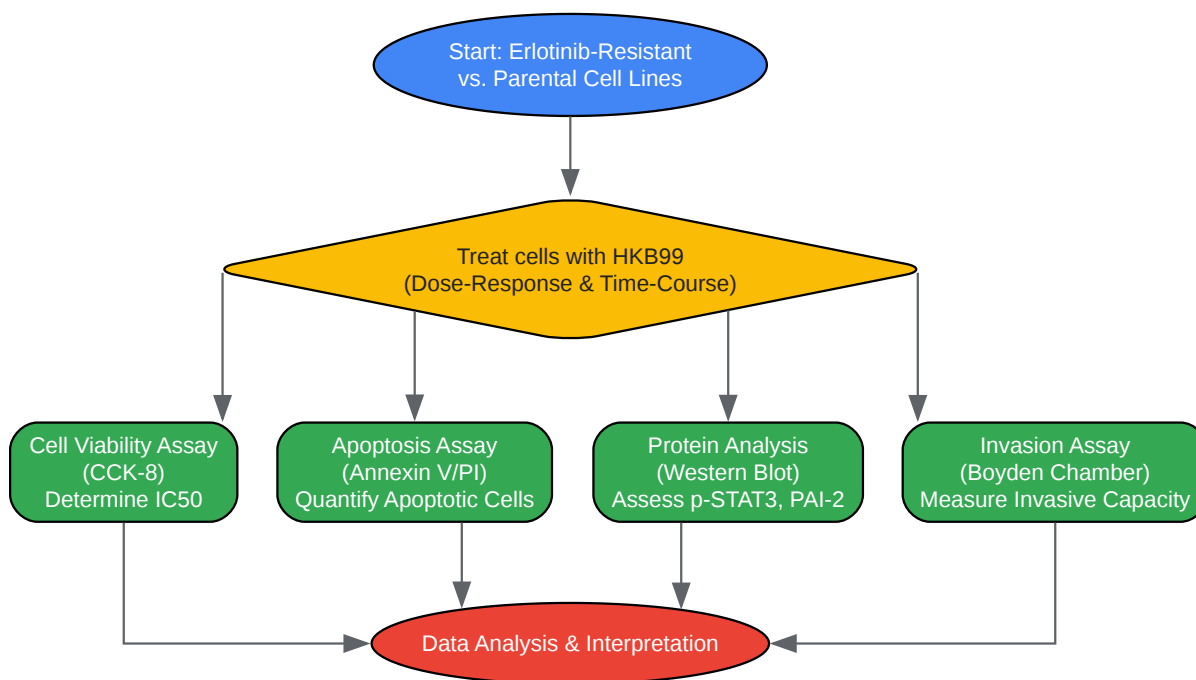 Start: Erlotinib-Resistant
vs. Parental Cell Lines
Treat cells with HKB99
(Dose-Response & Time-Course)
Cell Viability Assay
(CCK-8)
Determine IC50
Apoptosis Assay
(Annexin V/PI)
Quantify Apoptotic Cells
Protein Analysis
(Western Blot)
Assess p-STAT3, PAI-2
Invasion Assay
(Boyden Chamber)
Measure Invasive Capacity
Data Analysis & Interpretation